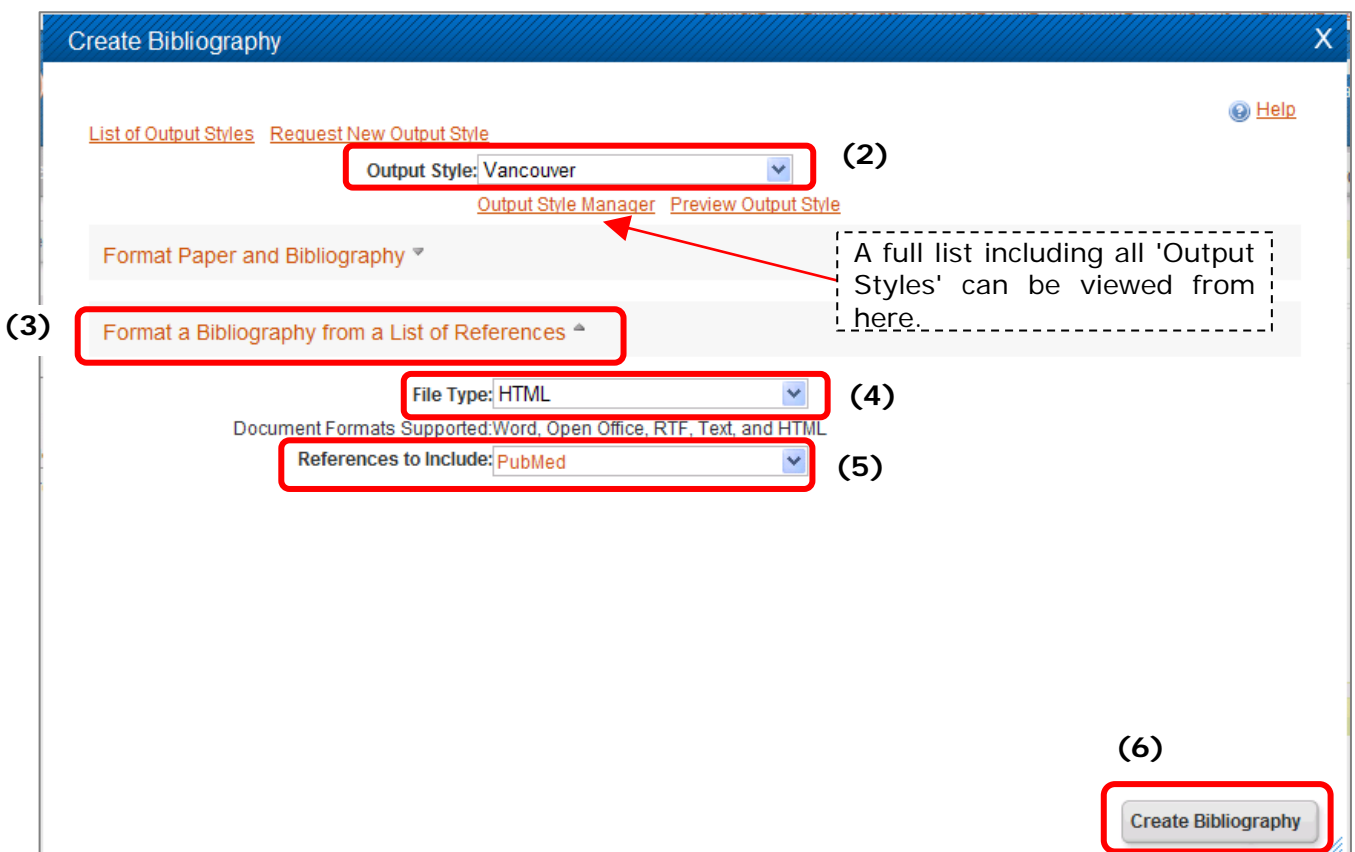 Create Bibliography X
Help
List of Output Styles Request New Output Style
Output Style: Vancouver (2)
Output Style Manager Preview Output Style
Format Paper and Bibliography
A full list including all 'Output
Styles' can be viewed from
here.
(3) Format a Bibliography from a List of References
File Type: HTML (4)
Document Formats Supported:Word, Open Office, RTF, Text, and HTML
References to Include: PubMed (5)
(6)
Create Bibliography